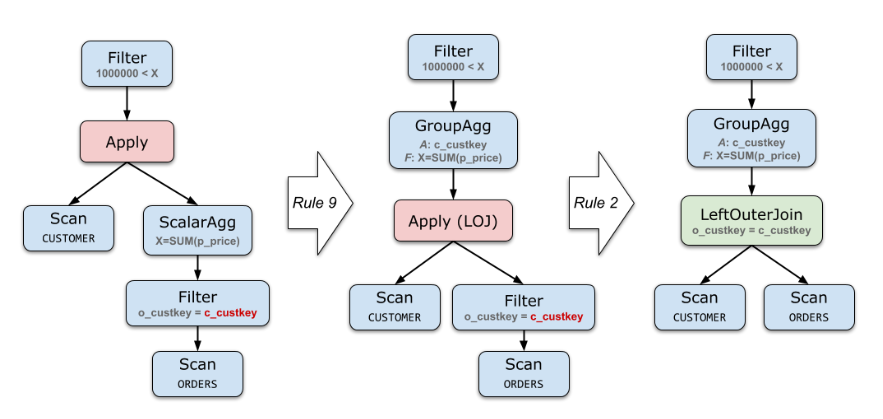 Filter
1000000 < X
Apply
Scan
CUSTOMER
ScalarAgg
X=SUM(p_price)
Filter
o_custkey = c_custkey
Scan
ORDERS
Rule 9
Filter
1000000 < X
GroupAgg
A: c_custkey
F: X=SUM(p_price)
Apply (LOJ)
Scan
CUSTOMER
Filter
o_custkey = c_custkey
Scan
ORDERS
Rule 2
Filter
1000000 < X
GroupAgg
A: c_custkey
F: X=SUM(p_price)
LeftOuterJoin
o_custkey = c_custkey
Scan
CUSTOMER
Scan
ORDERS